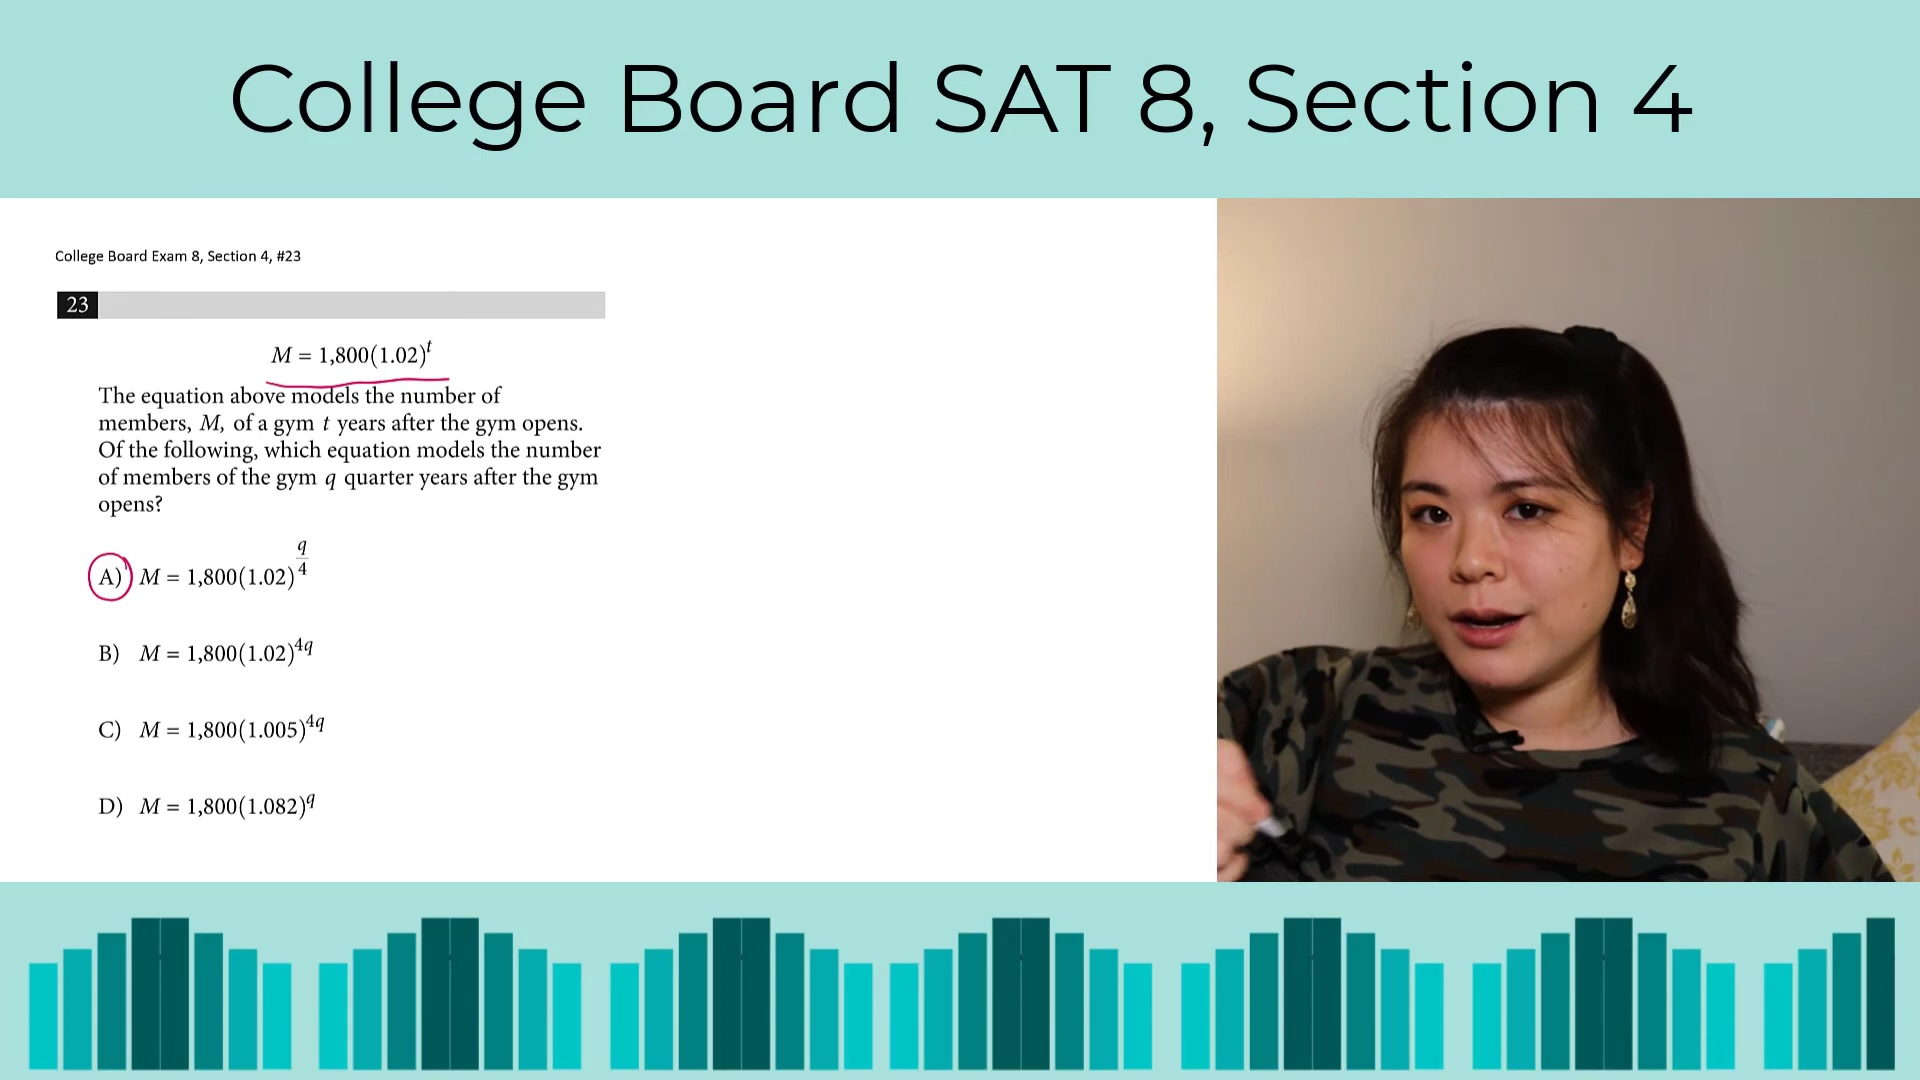 College Board SAT 8, Section 4
College Board Exam 8, Section 4, #23
23
M = 1,800(1.02)^t
The equation above models the number of
members, M, of a gym t years after the gym opens.
Of the following, which equation models the number
of members of the gym q quarter years after the gym
opens?
A) M = 1,800(1.02)^(q/4)
B) M = 1,800(1.02)^(4q)
C) M = 1,800(1.005)^(4q)
D) M = 1,800(1.082)^q